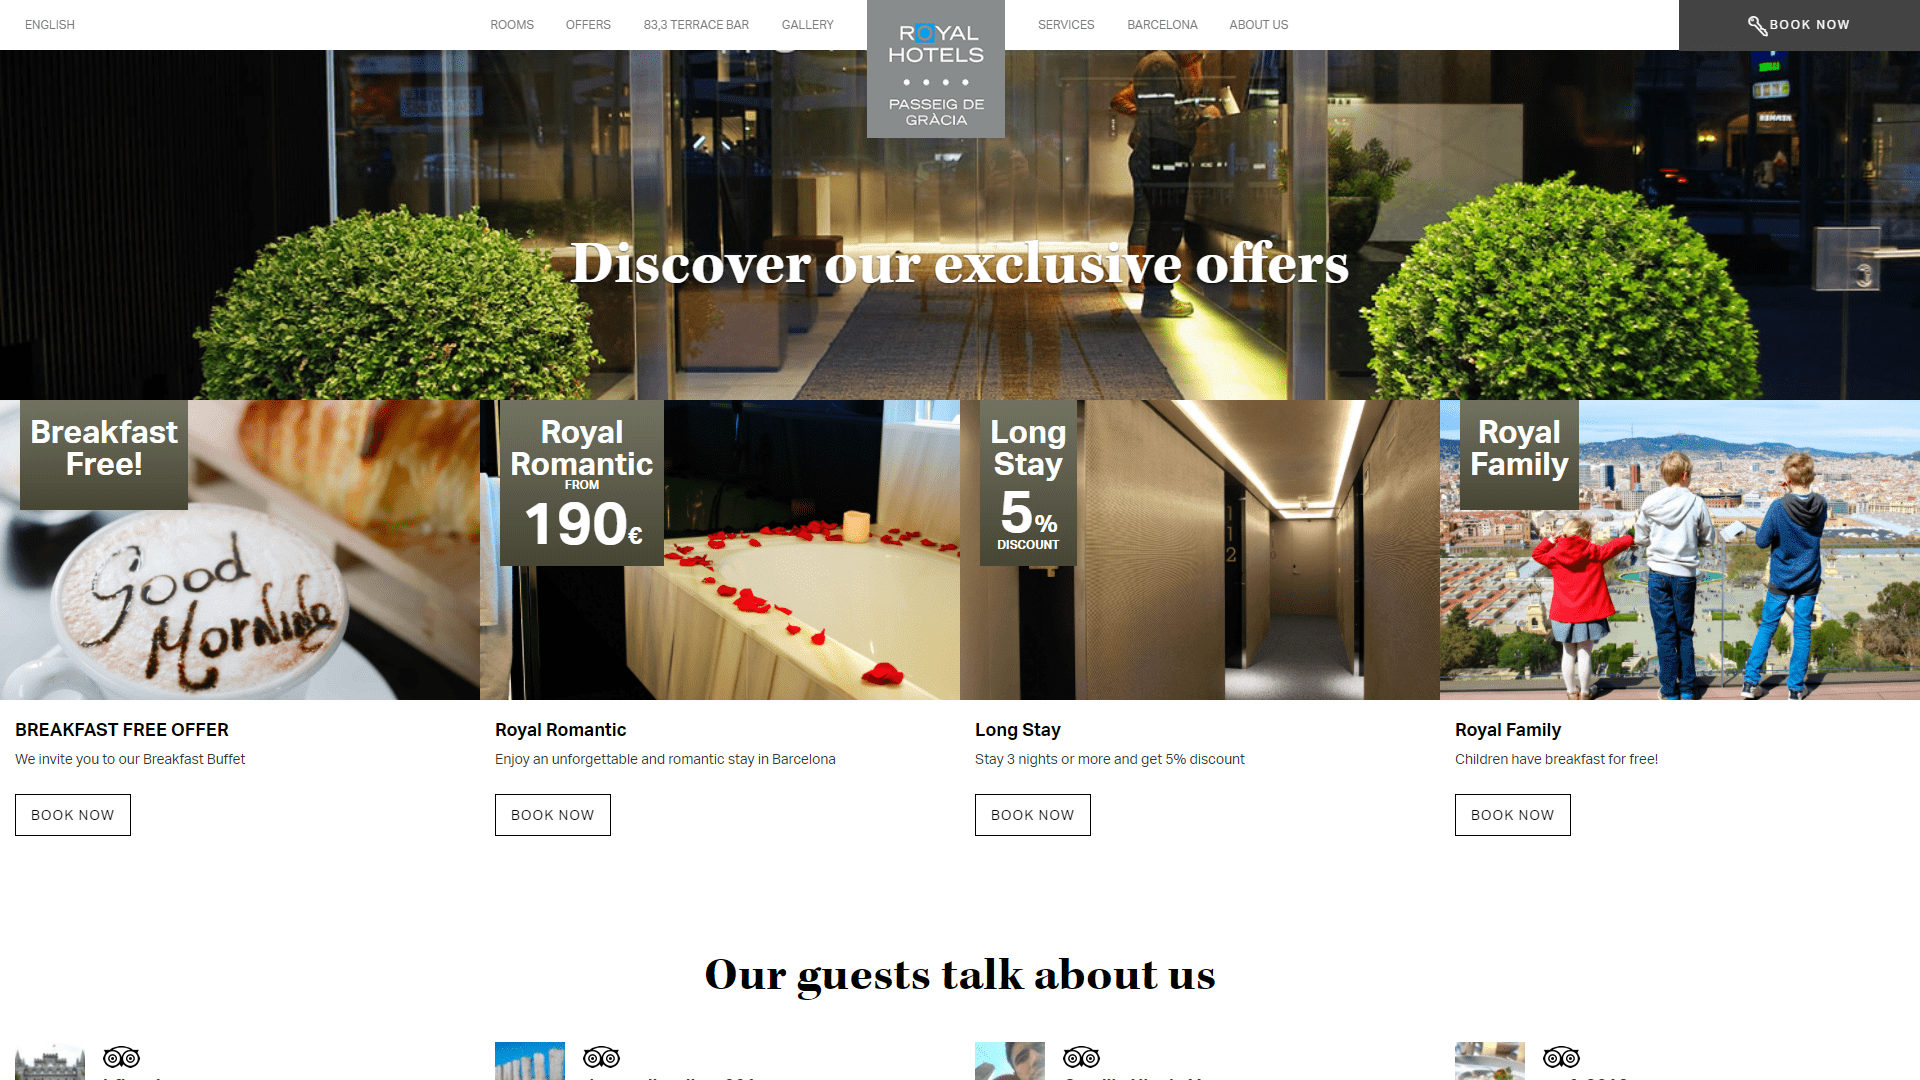 ENGLISH
ROOMS
OFFERS
83,3 TERRACE BAR
GALLERY
ROYAL
HOTELS
PASSEIG DE
GRÀCIA
SERVICES
BARCELONA
ABOUT US
BOOK NOW
Discover our exclusive offers
Breakfast
Free!
Good
Morning
Royal
Romantic
FROM
190€
Long
Stay
5%
DISCOUNT
Royal
Family
BREAKFAST FREE OFFER
We invite you to our Breakfast Buffet
BOOK NOW
Royal Romantic
Enjoy an unforgettable and romantic stay in Barcelona
BOOK NOW
Long Stay
Stay 3 nights or more and get 5% discount
BOOK NOW
Royal Family
Children have breakfast for free!
BOOK NOW
Our guests talk about us